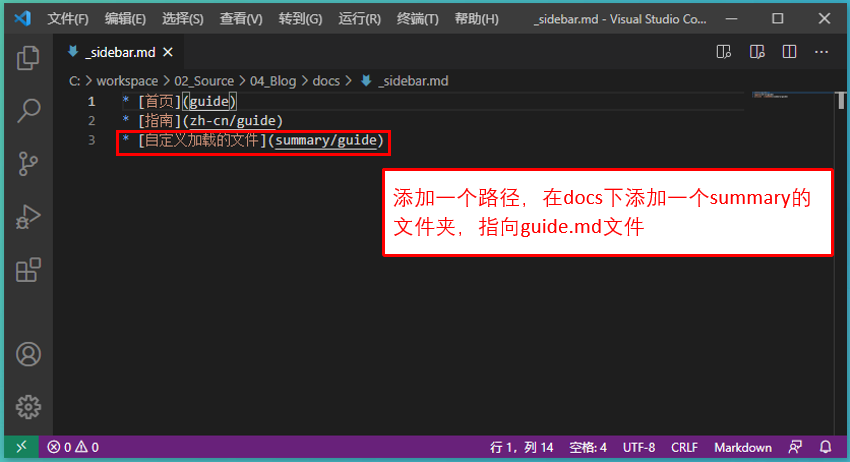 文件(F) 编辑(E) 选择(S) 查看(V) 转到(G) 运行(R) 终端(T) 帮助(H) _sidebar.md - Visual Studio Co...
_sidebar.md
C: > workspace > 02_Source > 04_Blog > docs > _sidebar.md
1 * [首页](guide)
2 * [指南](zh-cn/guide)
3 * [自定义加载的文件](summary/guide)
添加一个路径，在docs下添加一个summary的
文件夹，指向guide.md文件
0 0 行 1，列 14 空格: 4 UTF-8 CRLF Markdown